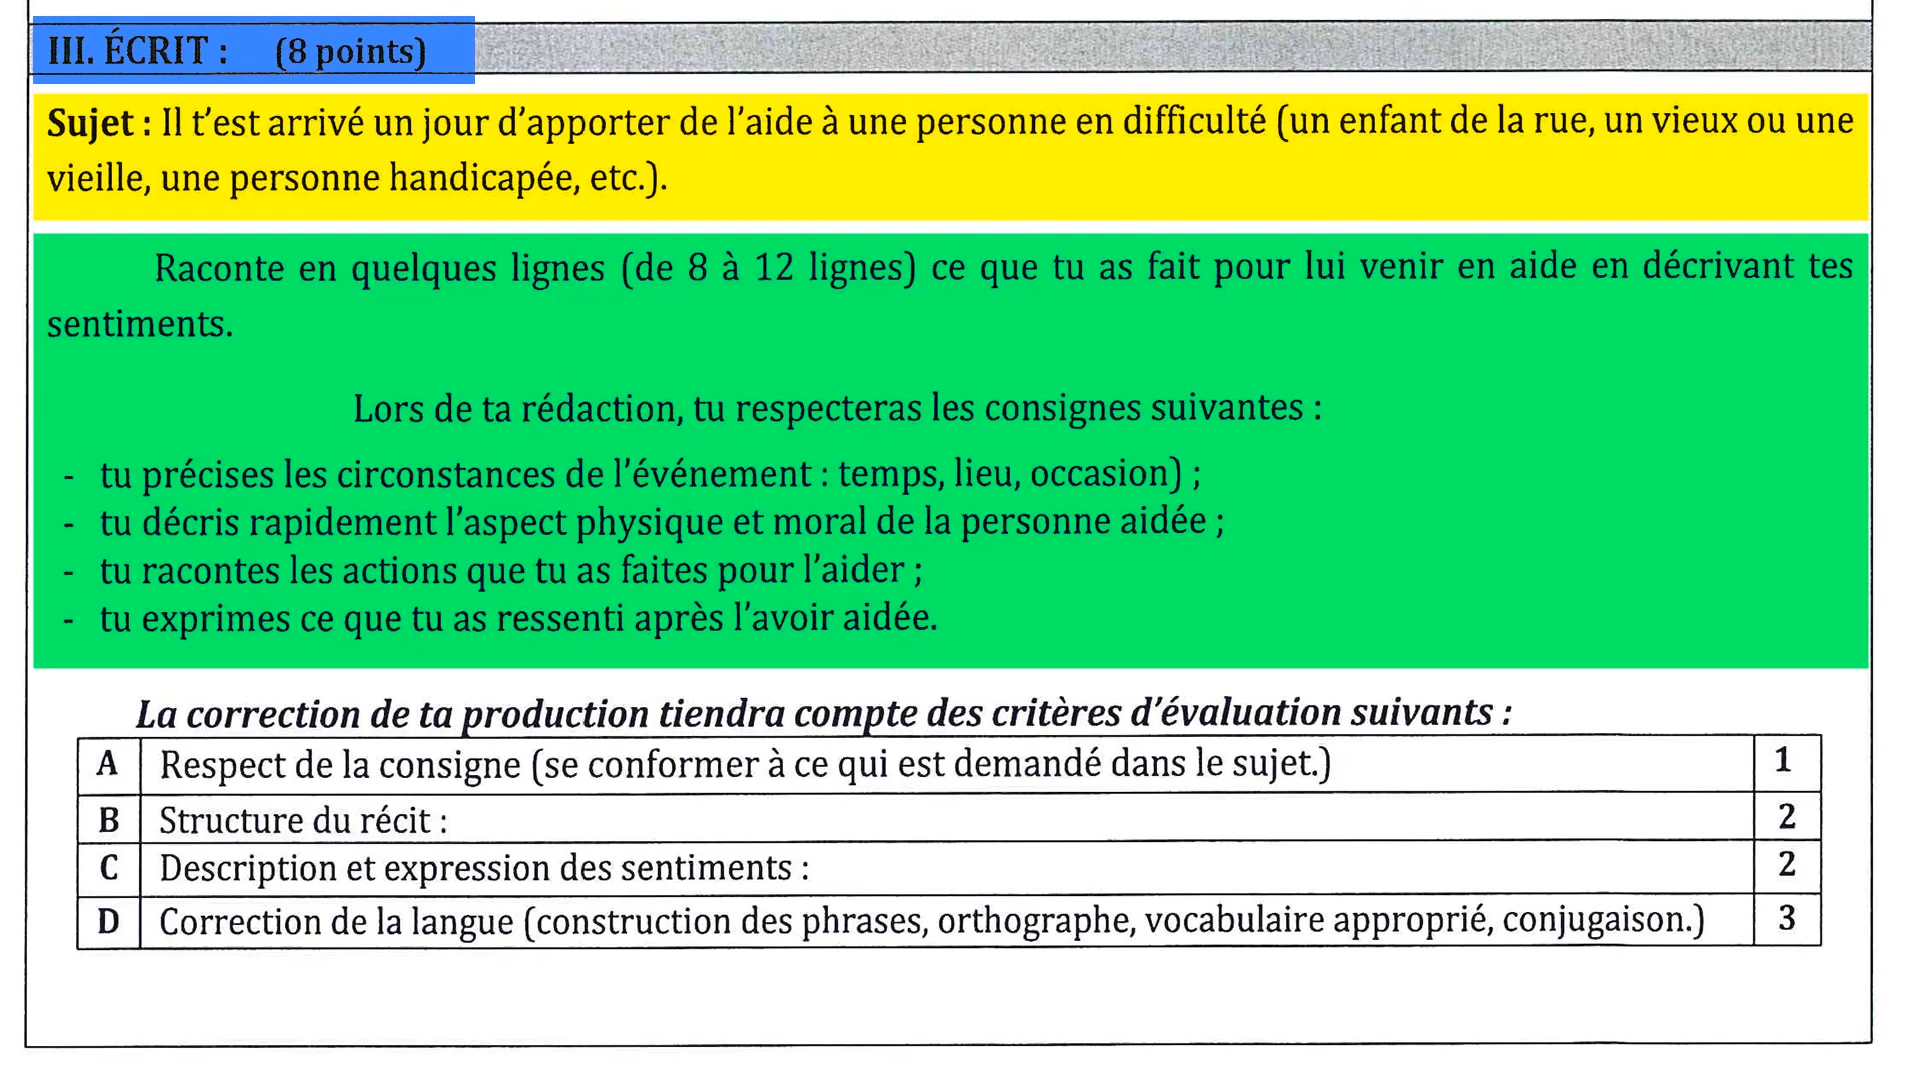 III. ÉCRIT : (8 points)
Sujet : Il t’est arrivé un jour d’apporter de l’aide à une personne en difficulté (un enfant de la rue, un vieux ou une
vieille, une personne handicapée, etc.).
Raconte en quelques lignes (de 8 à 12 lignes) ce que tu as fait pour lui venir en aide en décrivant tes
sentiments.
Lors de ta rédaction, tu respecteras les consignes suivantes :
- tu précises les circonstances de l’événement : temps, lieu, occasion) ;
- tu décris rapidement l’aspect physique et moral de la personne aidée ;
- tu racontes les actions que tu as faites pour l’aider ;
- tu exprimes ce que tu as ressenti après l’avoir aidée.
La correction de ta production tiendra compte des critères d’évaluation suivants :
A Respect de la consigne (se conformer à ce qui est demandé dans le sujet.) 1
B Structure du récit : 2
C Description et expression des sentiments : 2
D Correction de la langue (construction des phrases, orthographe, vocabulaire approprié, conjugaison.) 3